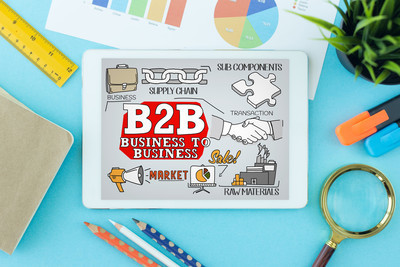 SUB COMPONENTS
BUSINESS
SUPPLY CHAIN
TRANSACTION
B2B
BUSINESS TO
BUSINESS
Sale!
MARKET
RAW MATERIALS